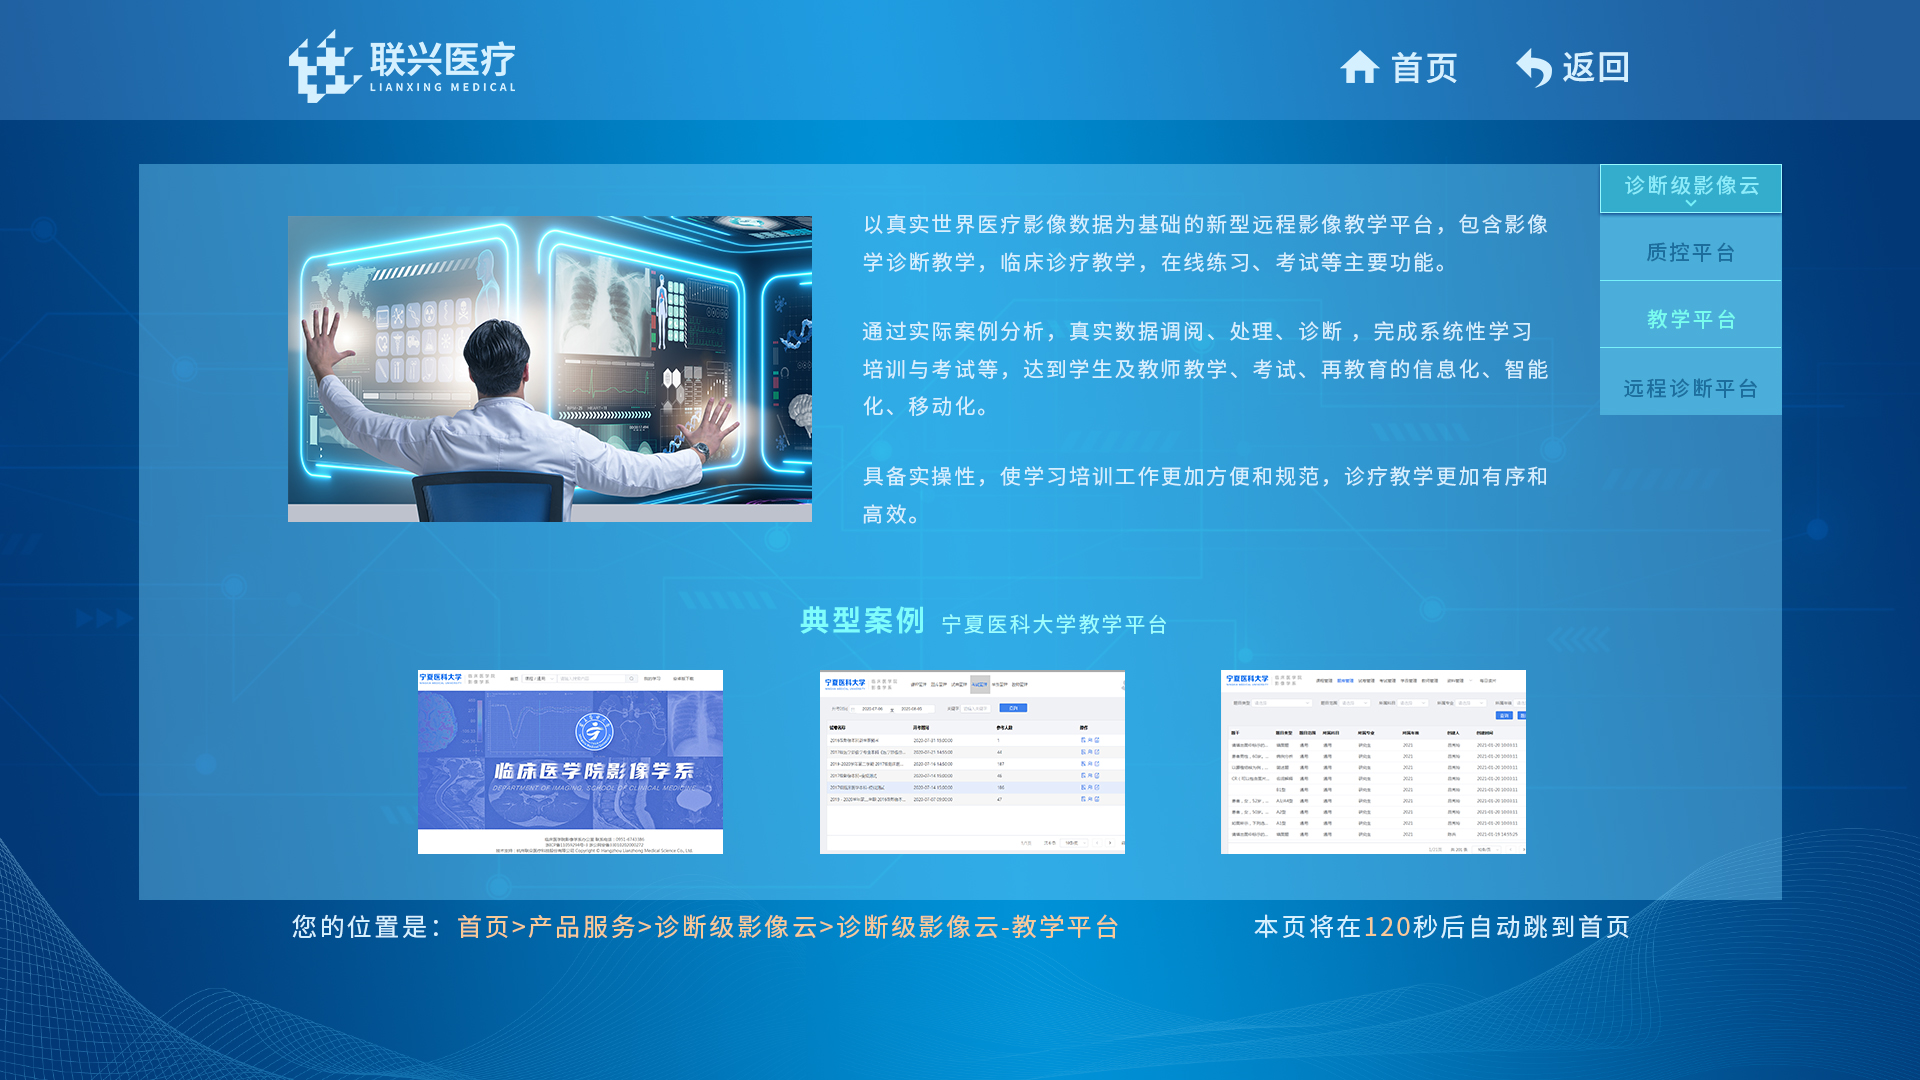 联兴医疗
LIANXING MEDICAL
首页
返回
以真实世界医疗影像数据为基础的新型远程影像教学平台，包含影像
学诊断教学，临床诊疗教学，在线练习、考试等主要功能。
通过实际案例分析，真实数据调阅、处理、诊断 ，完成系统性学习
培训与考试等，达到学生及教师教学、考试、再教育的信息化、智能
化、移动化。
具备实操性，使学习培训工作更加方便和规范，诊疗教学更加有序和
高效。
诊断级影像云
质控平台
教学平台
远程诊断平台
典型案例 宁夏医科大学教学平台
宁夏医科大学
临床医学院影像学系
DEPARTMENT OF IMAGING, SCHOOL OF CLINICAL MEDICINE
宁夏医科大学
宁夏医科大学
您的位置是：首页>产品服务>诊断级影像云>诊断级影像云-教学平台
本页将在120秒后自动跳到首页